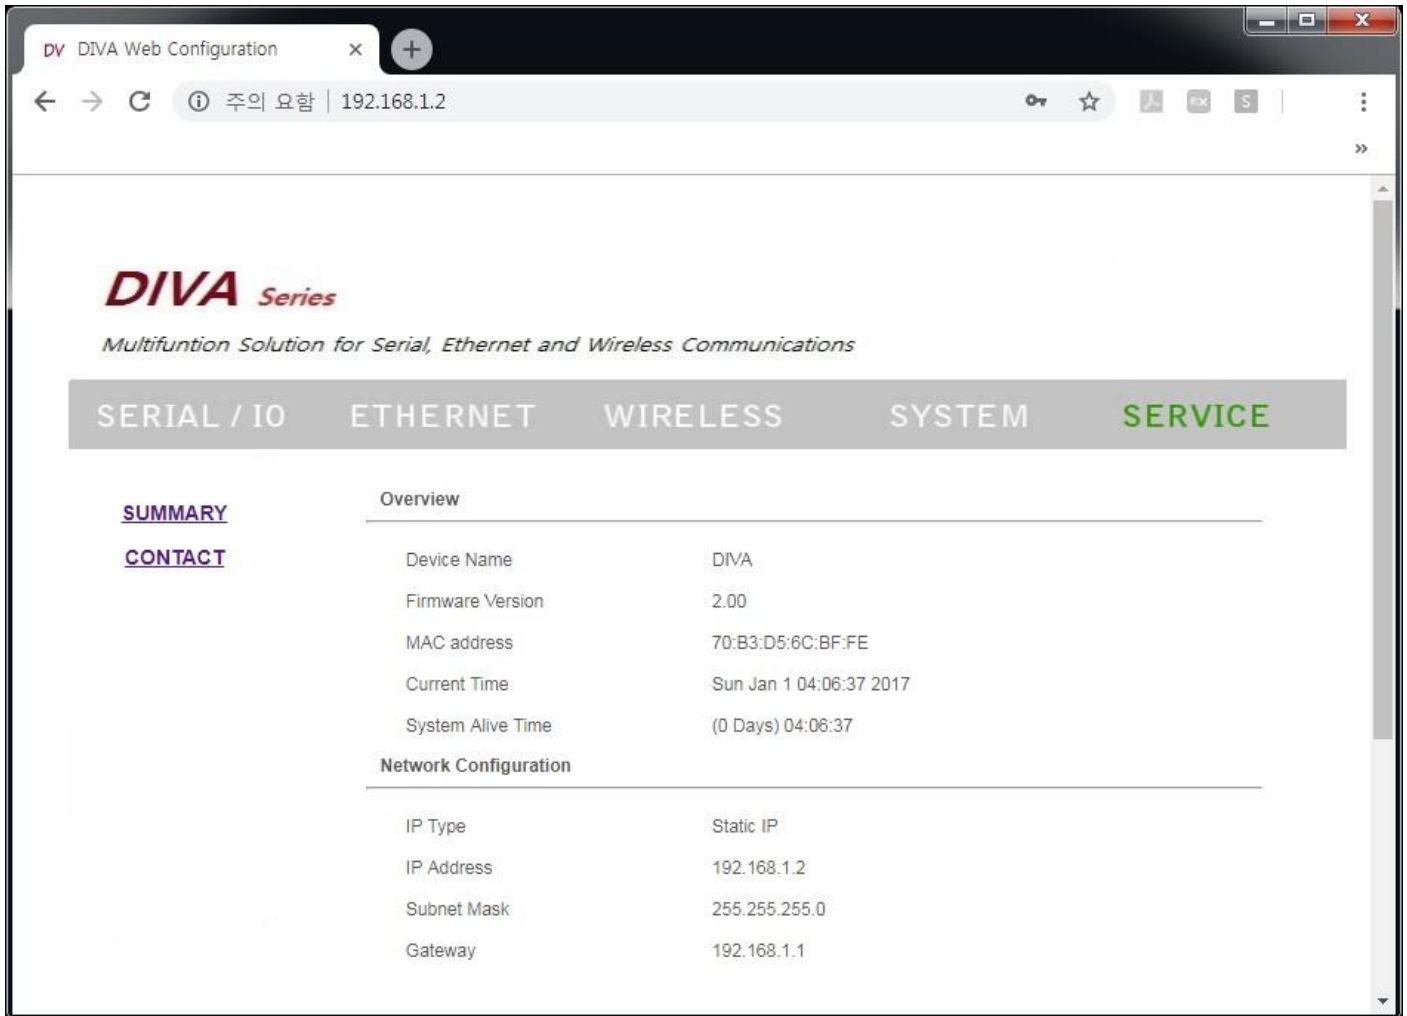 DV DIVA Web Configuration
주의 요함 192.168.1.2
DIVA Series
Multifuntion Solution for Serial, Ethernet and Wireless Communications
SERIAL / IO ETHERNET WIRELESS SYSTEM SERVICE
SUMMARY
CONTACT
Overview
Device Name DIVA
Firmware Version 2.00
MAC address 70:B3:D5:6C:BF:FE
Current Time Sun Jan 1 04:06:37 2017
System Alive Time (0 Days) 04:06:37
Network Configuration
IP Type Static IP
IP Address 192.168.1.2
Subnet Mask 255.255.255.0
Gateway 192.168.1.1